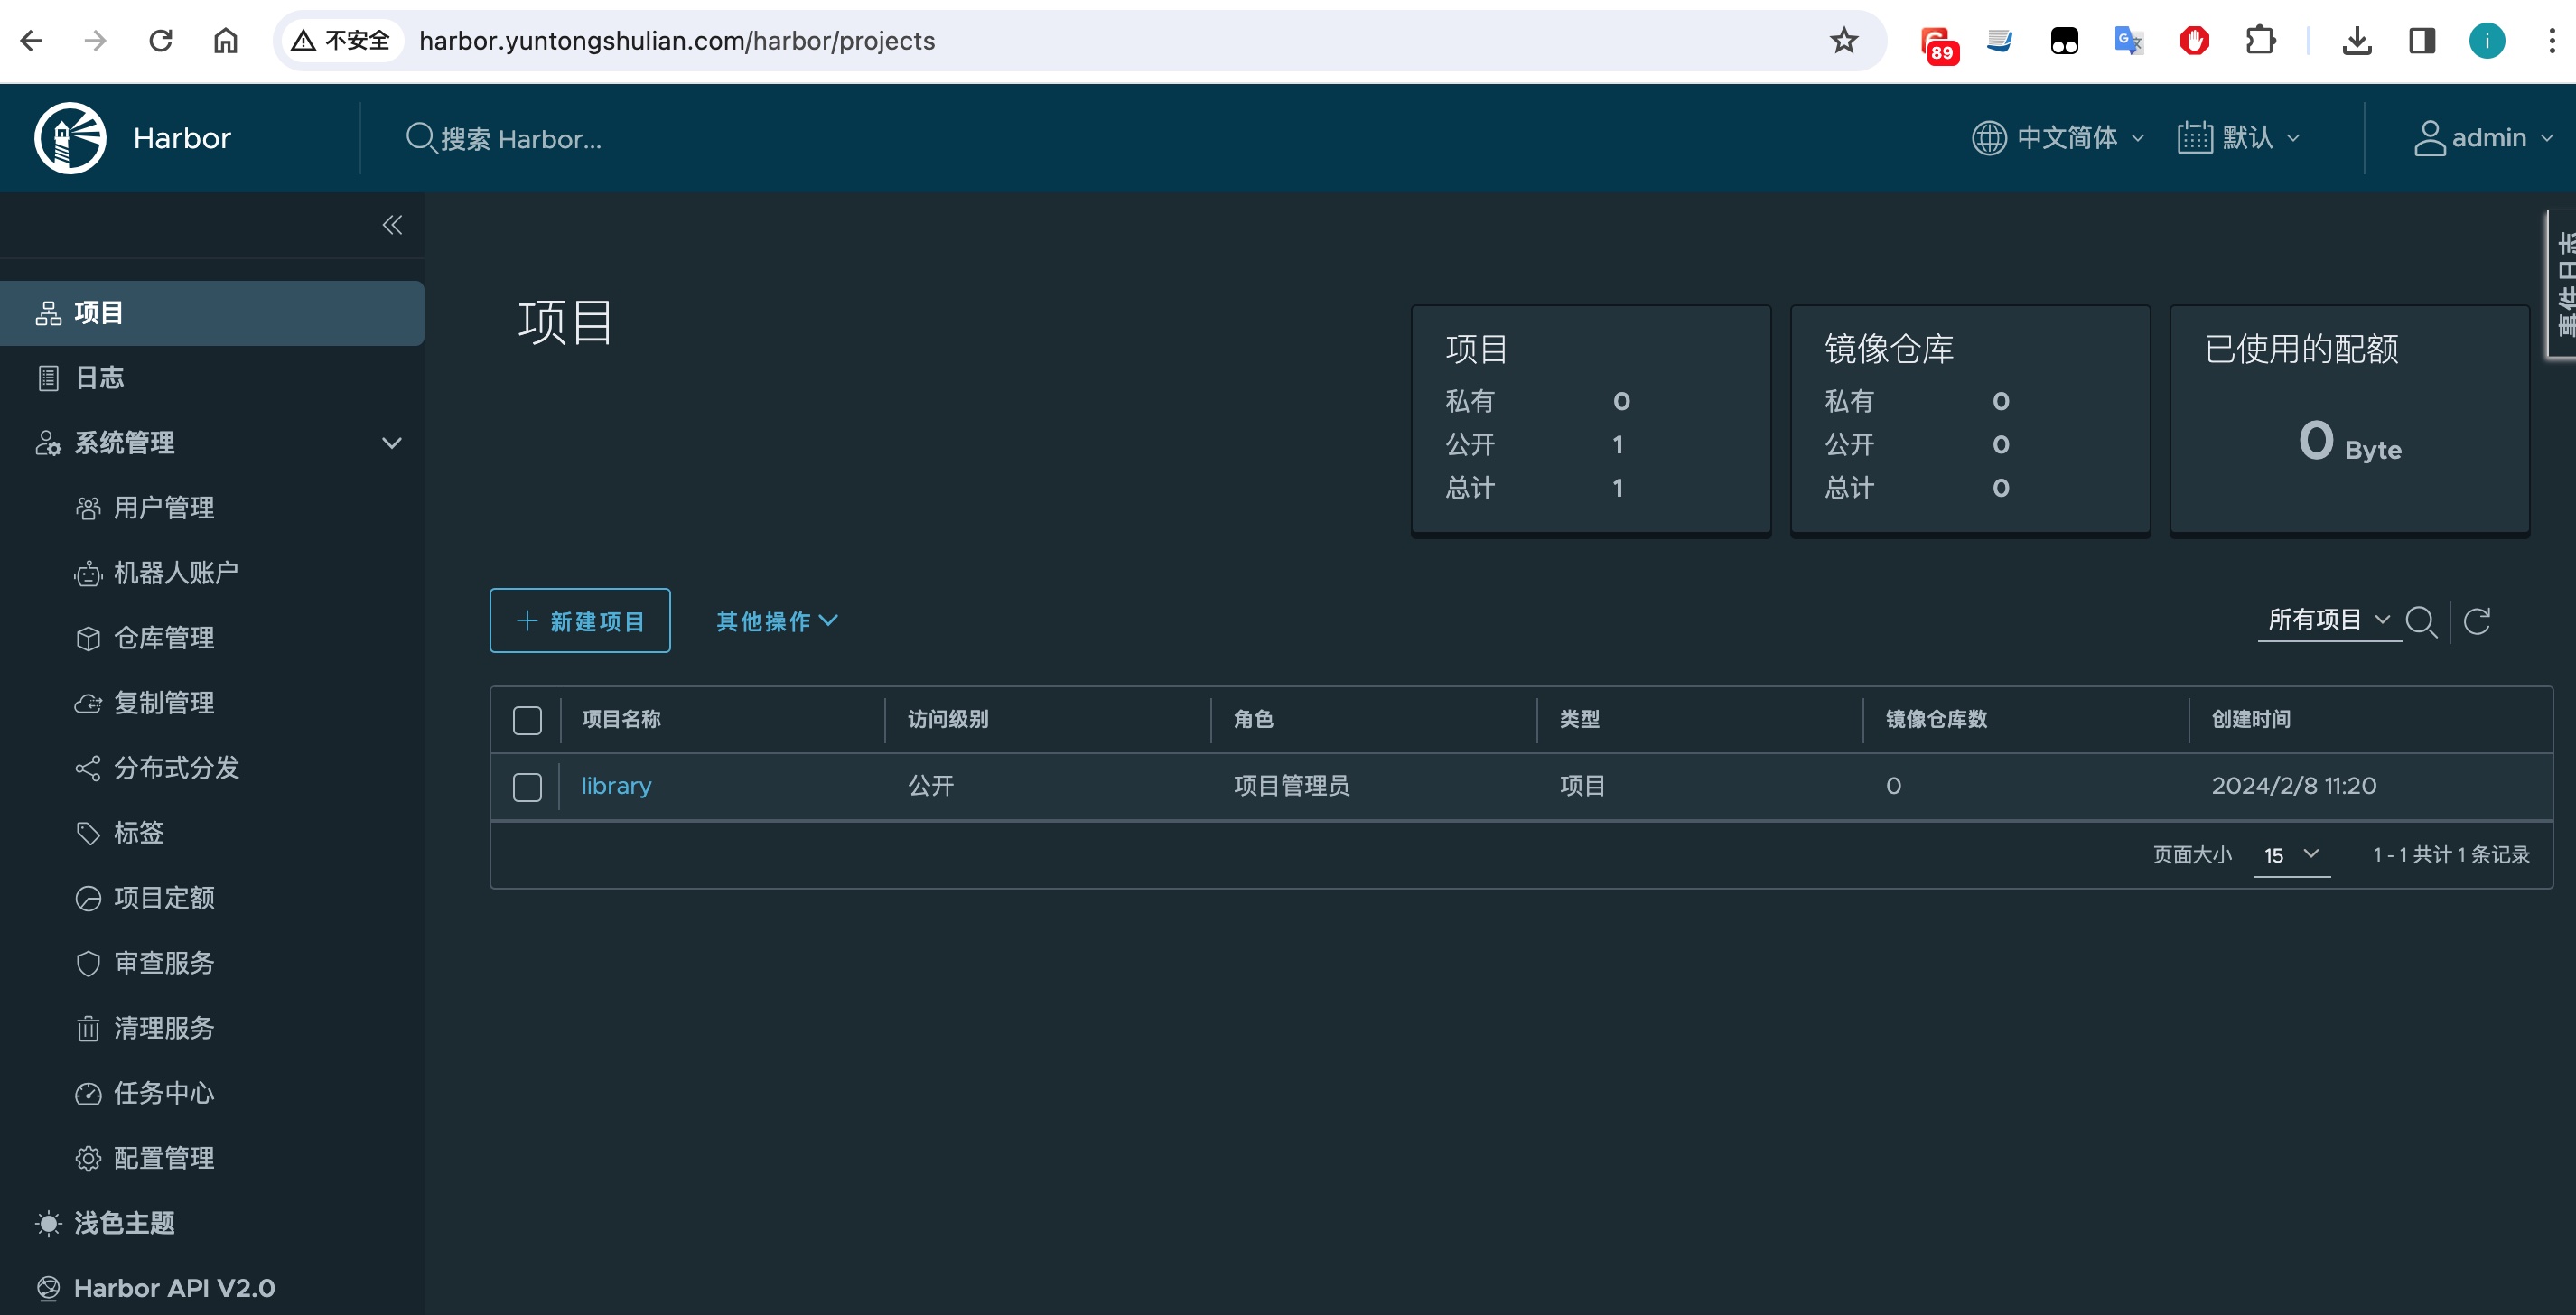 不安全 harbor.yuntongshulian.com/harbor/projects
89
i
Harbor
搜索 Harbor...
中文简体
默认
admin
事件日志
项目
日志
系统管理
用户管理
机器人账户
仓库管理
复制管理
分布式分发
标签
项目定额
审查服务
清理服务
任务中心
配置管理
浅色主题
Harbor API V2.0
项目
项目
私有 0
公开 1
总计 1
镜像仓库
私有 0
公开 0
总计 0
已使用的配额
0 Byte
新建项目
其他操作
所有项目
项目名称 访问级别 角色 类型 镜像仓库数 创建时间
library 公开 项目管理员 项目 0 2024/2/8 11:20
页面大小 15 1 - 1 共计 1 条记录